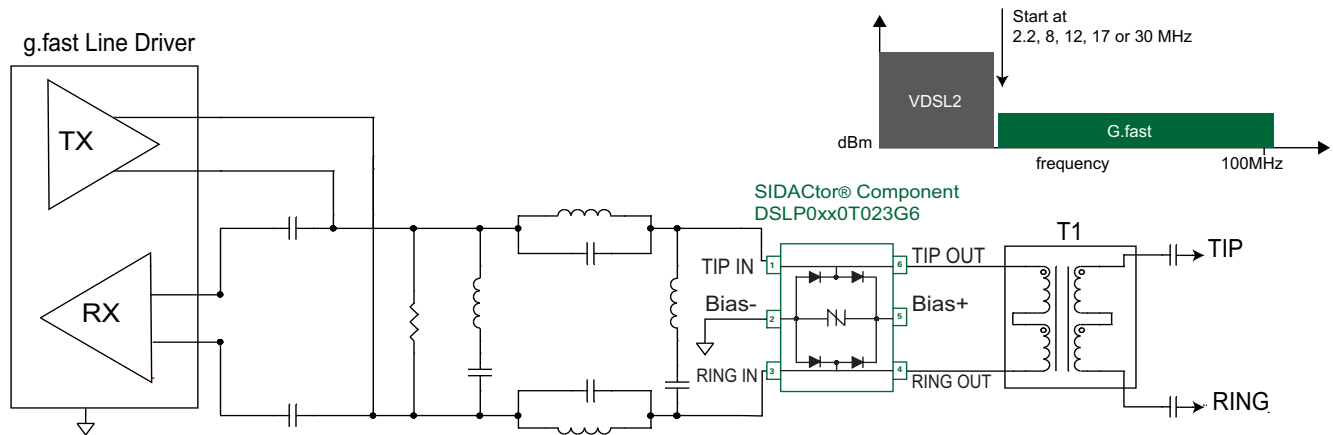 g.fast Line Driver
TX
RX
Start at
2.2, 8, 12, 17 or 30 MHz
VDSL2
G.fast
dBm
frequency
100MHz
SIDACtor® Component
DSLP0xx0T023G6
TIP IN
1
6
TIP OUT
Bias-
2
5
Bias+
RING IN
3
4
RING OUT
T1
TIP
RING